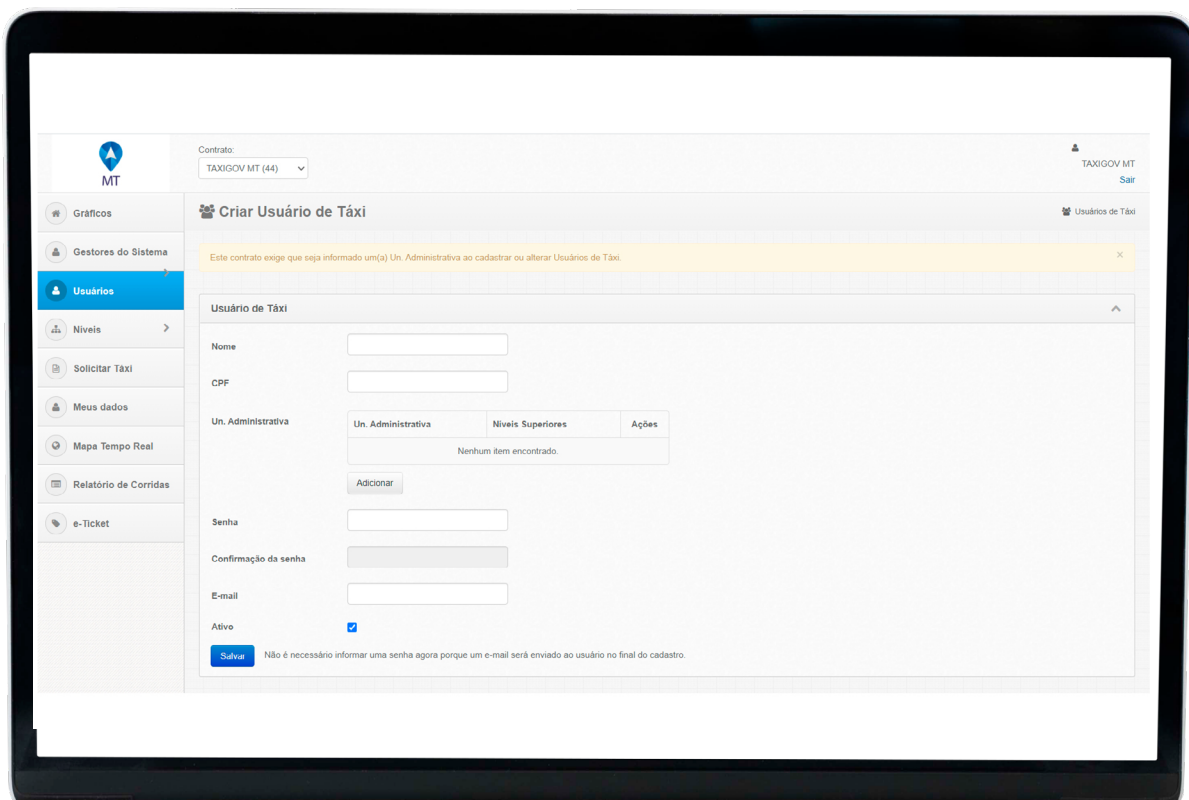 MT
Contrato:
TAXIGOV MT (44)
TAXIGOV MT
Sair
Gráficos
Gestores do Sistema
Usuários
Níveis
Solicitar Táxi
Meus dados
Mapa Tempo Real
Relatório de Corridas
e-Ticket
Criar Usuário de Táxi
Usuários de Táxi
Este contrato exige que seja informado um(a) Un. Administrativa ao cadastrar ou alterar Usuários de Táxi.
Usuário de Táxi
Nome
CPF
Un. Administrativa
Un. Administrativa Níveis Superiores Ações
Nenhum item encontrado.
Adicionar
Senha
Confirmação da senha
E-mail
Ativo
Salvar Não é necessário informar uma senha agora porque um e-mail será enviado ao usuário no final do cadastro.